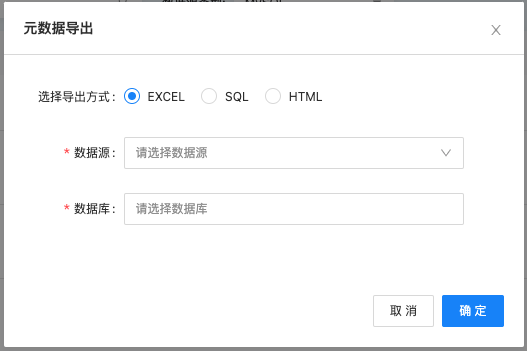 元数据导出
选择导出方式： EXCEL SQL HTML
* 数据源： 请选择数据源
* 数据库： 请选择数据库
取 消 确 定